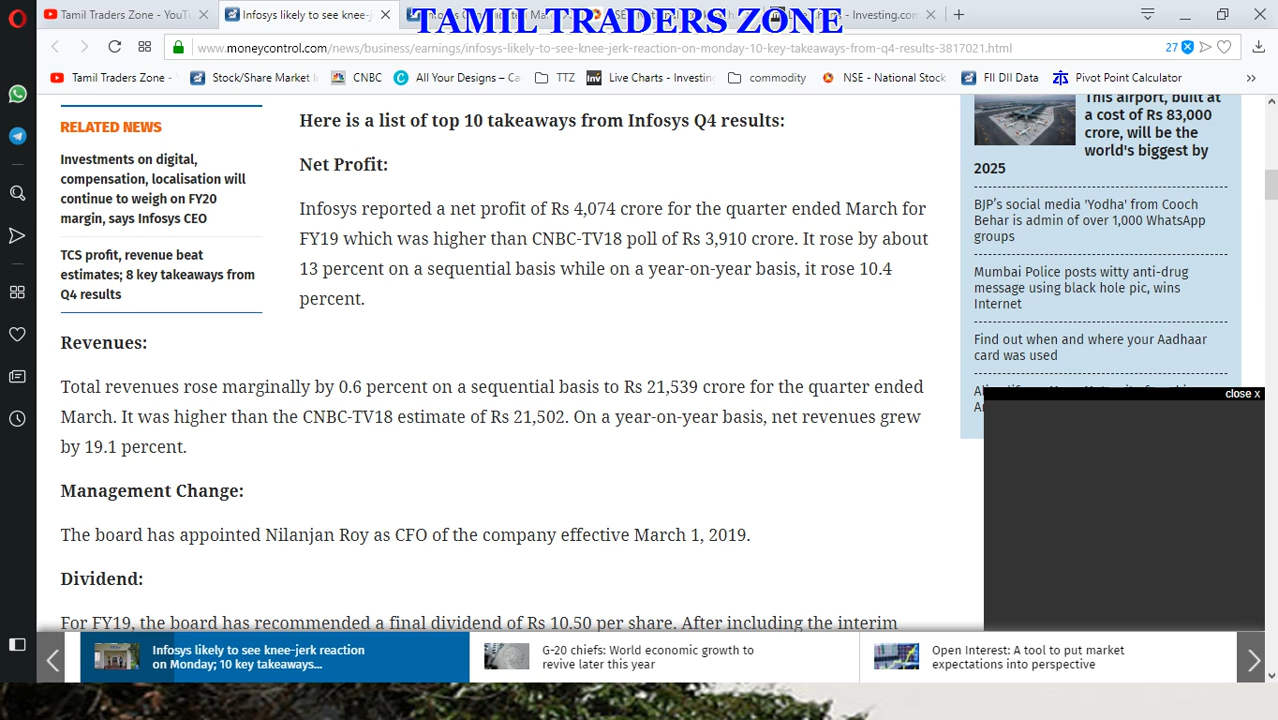 TAMIL TRADERS ZONE
Tamil Traders Zone - YouT
Infosys likely to see knee-j
Investing.com
www.moneycontrol.com/news/business/earnings/infosys-likely-to-see-knee-jerk-reaction-on-monday-10-key-takeaways-from-q4-results-3817021.html
27
Tamil Traders Zone -
Stock/Share Market I
CNBC
All Your Designs – Ca
TTZ
Live Charts - Investin
commodity
NSE - National Stock
FII DII Data
Pivot Point Calculator
RELATED NEWS
Investments on digital,
compensation, localisation will
continue to weigh on FY20
margin, says Infosys CEO
TCS profit, revenue beat
estimates; 8 key takeaways from
Q4 results
Here is a list of top 10 takeaways from Infosys Q4 results:
Net Profit:
Infosys reported a net profit of Rs 4,074 crore for the quarter ended March for
FY19 which was higher than CNBC-TV18 poll of Rs 3,910 crore. It rose by about
13 percent on a sequential basis while on a year-on-year basis, it rose 10.4
percent.
Revenues:
Total revenues rose marginally by 0.6 percent on a sequential basis to Rs 21,539 crore for the quarter ended
March. It was higher than the CNBC-TV18 estimate of Rs 21,502. On a year-on-year basis, net revenues grew
by 19.1 percent.
Management Change:
The board has appointed Nilanjan Roy as CFO of the company effective March 1, 2019.
Dividend:
For FY19, the board has recommended a final dividend of Rs 10.50 per share. After including the interim
This airport, built at
a cost of Rs 83,000
crore, will be the
world's biggest by
2025
BJP's social media 'Yodha' from Cooch
Behar is admin of over 1,000 WhatsApp
groups
Mumbai Police posts witty anti-drug
message using black hole pic, wins
Internet
Find out when and where your Aadhaar
card was used
close x
Infosys likely to see knee-jerk reaction
on Monday; 10 key takeaways...
G-20 chiefs: World economic growth to
revive later this year
Open Interest: A tool to put market
expectations into perspective